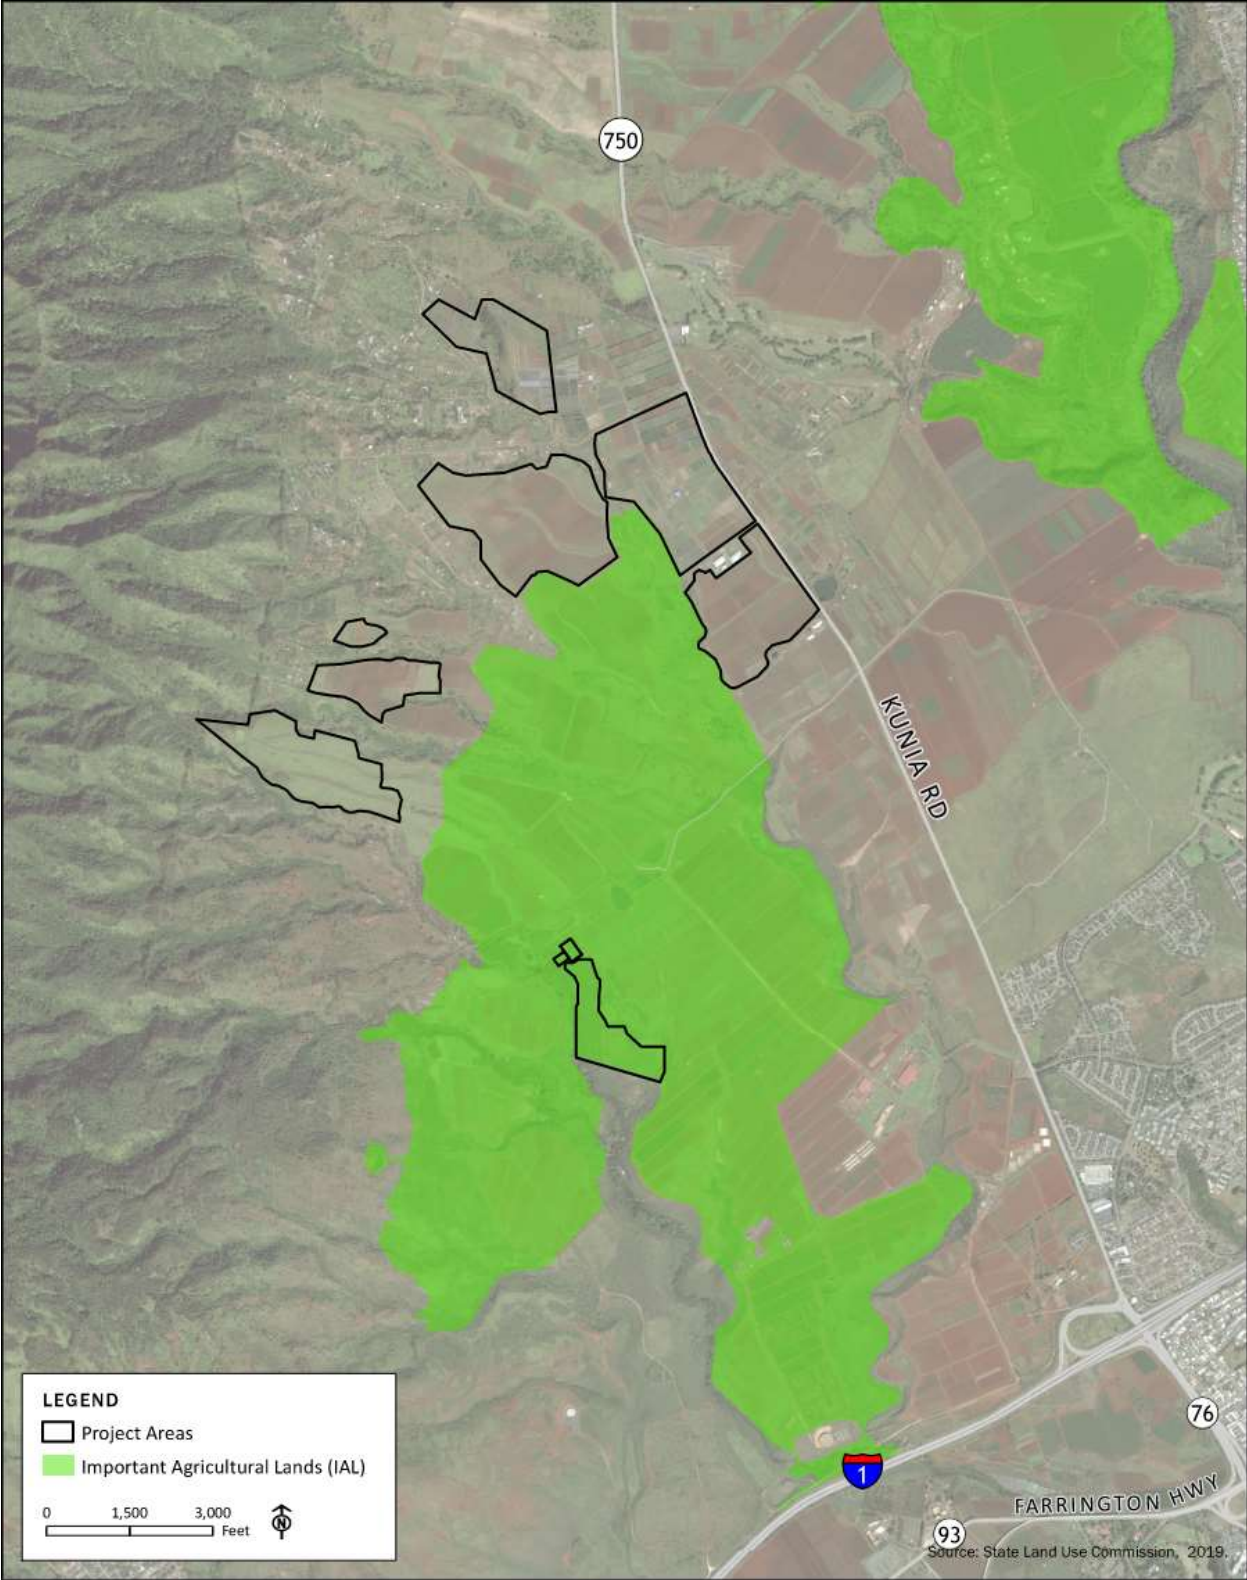 750
KUNIA RD
76
1
FARRINGTON HWY
93
Source: State Land Use Commission, 2019.
LEGEND
Project Areas
Important Agricultural Lands (IAL)
0 1,500 3,000
Feet
N